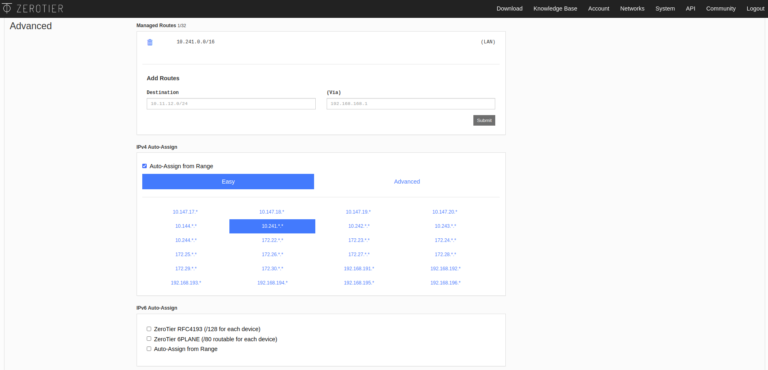 ZEROTIER Download Knowledge Base Account Networks System API Community Logout
Advanced
Managed Routes 1/32
10.241.0.0/16 (LAN)
Add Routes
Destination (Via)
10.11.12.0/24 192.168.168.1
Submit
IPv4 Auto-Assign
Auto-Assign from Range
Easy Advanced
10.147.17.* 10.147.18.* 10.147.19.* 10.147.20.*
10.144.*.* 10.241.*.* 10.242.*.* 10.243.*.*
10.244.*.* 172.22.*.* 172.23.*.* 172.24.*.*
172.25.*.* 172.26.*.* 172.27.*.* 172.28.*.*
172.29.*.* 172.30.*.* 192.168.191.* 192.168.192.*
192.168.193.* 192.168.194.* 192.168.195.* 192.168.196.*
IPv6 Auto-Assign
ZeroTier RFC4193 (/128 for each device)
ZeroTier 6PLANE (/80 routable for each device)
Auto-Assign from Range